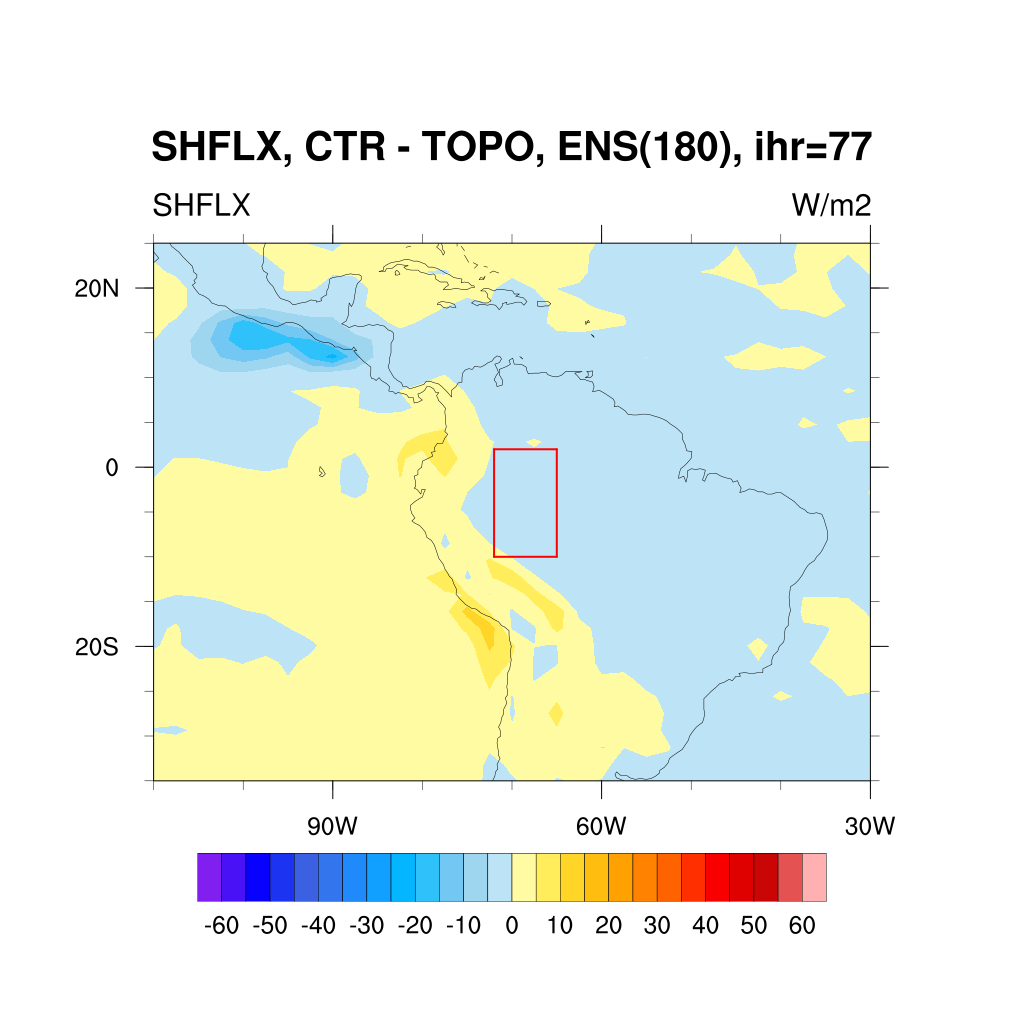 SHFLX, CTR - TOPO, ENS(180), ihr=77
SHFLX W/m2
20N
0
20S
90W 60W 30W
-60 -50 -40 -30 -20 -10 0 10 20 30 40 50 60